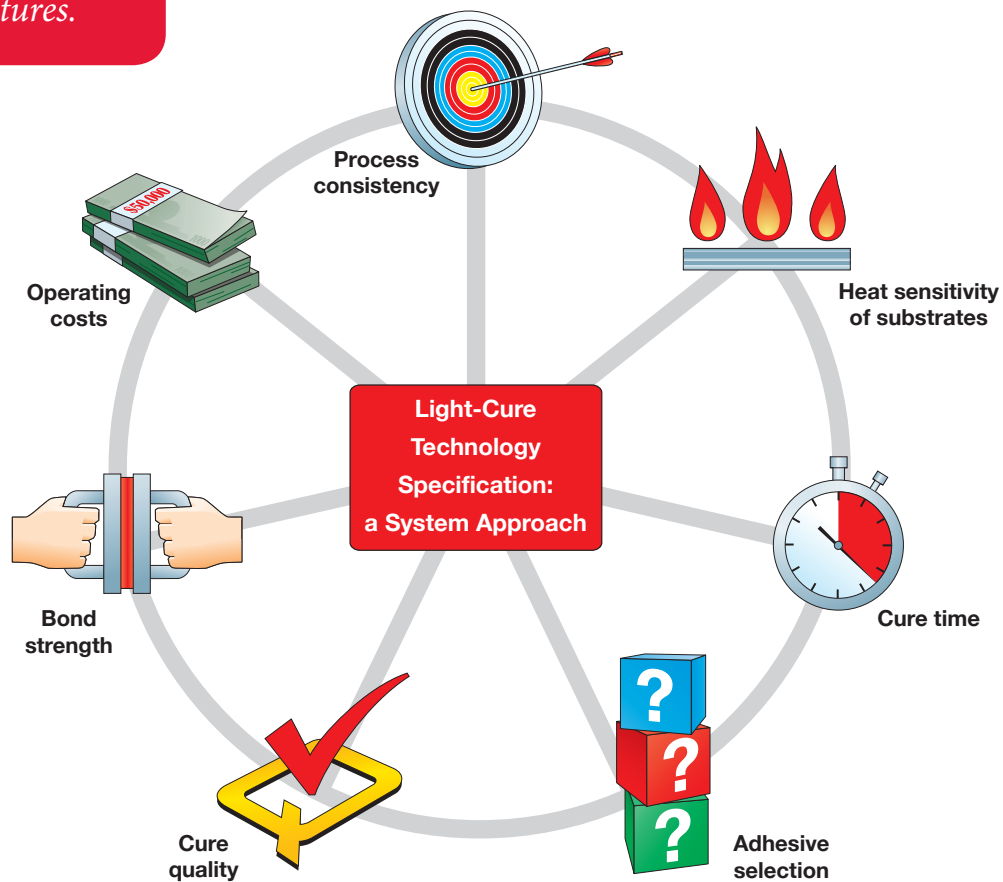 tures.
Process
consistency
$50,000
Operating
costs
Heat sensitivity
of substrates
Light-Cure
Technology
Specification:
a System Approach
Bond
strength
Cure time
?
?
?
Cure
quality
Adhesive
selection